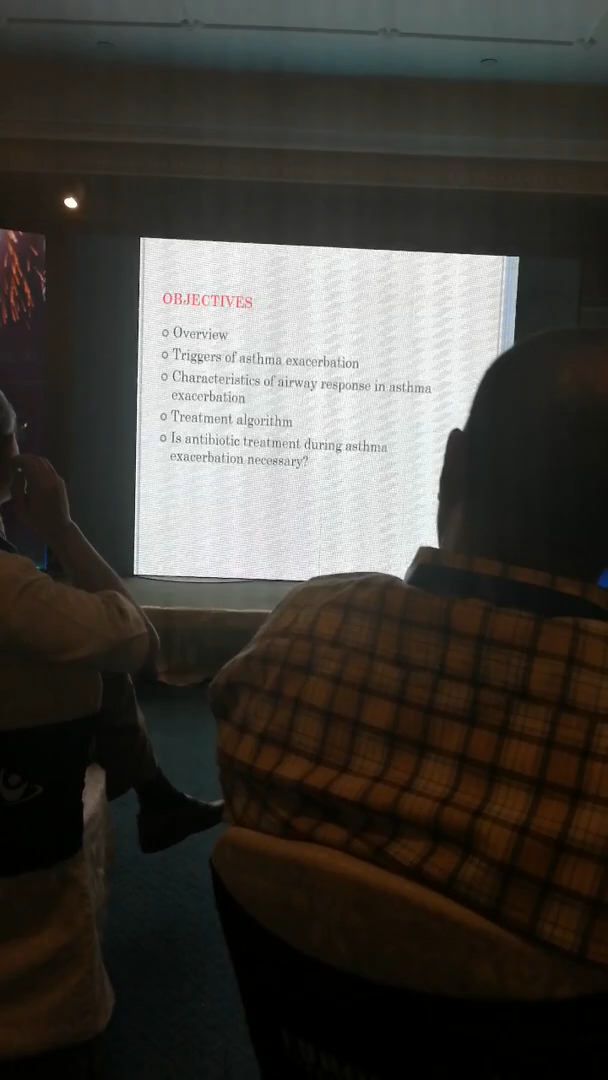 OBJECTIVES
o Overview
o Triggers of asthma exacerbation
o Characteristics of airway response in asthma
exacerbation
o Treatment algorithm
o Is antibiotic treatment during asthma
exacerbation necessary?